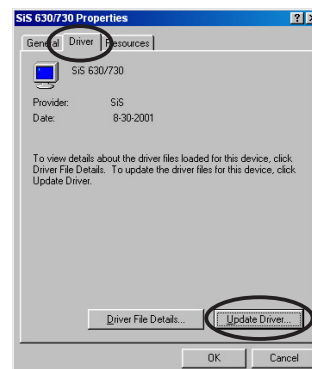 SiS 630/730 Properties
General Driver Resources
SiS 630/730
Provider: SiS
Date: 8-30-2001
To view details about the driver files loaded for this device, click
Driver File Details. To update the driver files for this device, click
Update Driver.
Driver File Details... Update Driver...
OK Cancel